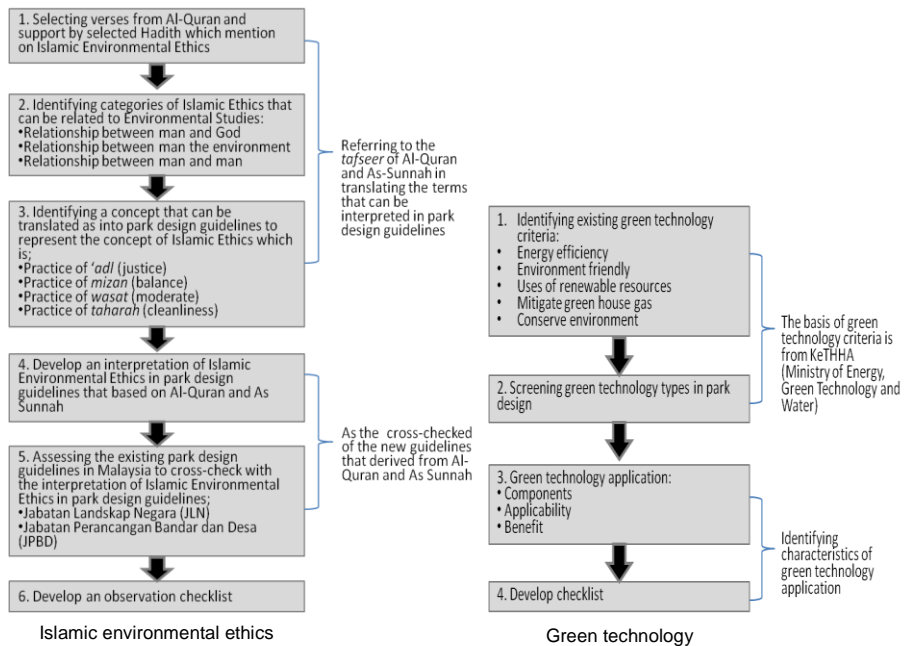 1. Selecting verses from Al-Quran and
support by selected Hadith which mention
on Islamic Environmental Ethics
2. Identifying categories of Islamic Ethics that
can be related to Environmental Studies:
•Relationship between man and God
•Relationship between man the environment
•Relationship between man and man
3. Identifying a concept that can be
translated as into park design guidelines to
represent the concept of Islamic Ethics which
is;
•Practice of ‘adl (justice)
•Practice of mizan (balance)
•Practice of wasat (moderate)
•Practice of taharah (cleanliness)
Referring to the
tafseer of Al-Quran
and As-Sunnah in
translating the terms
that can be
interpreted in park
design guidelines
4. Develop an interpretation of Islamic
Environmental Ethics in park design
guidelines that based on Al-Quran and As
Sunnah
5. Assessing the existing park design
guidelines in Malaysia to cross-check with
the interpretation of Islamic Environmental
Ethics in park design guidelines;
•Jabatan Landskap Negara (JLN)
•Jabatan Perancangan Bandar dan Desa
(JPBD)
As the cross-checked
of the new guidelines
that derived from Al-
Quran and As Sunnah
6. Develop an observation checklist
Islamic environmental ethics
1. Identifying existing green technology
criteria:
• Energy efficiency
• Environment friendly
• Uses of renewable resources
• Mitigate green house gas
• Conserve environment
2. Screening green technology types in park
design
The basis of green
technology criteria is
from KeTHHA
(Ministry of Energy,
Green Technology and
Water)
3. Green technology application:
• Components
• Applicability
• Benefit
4. Develop checklist
Identifying
characteristics of
green technology
application
Green technology